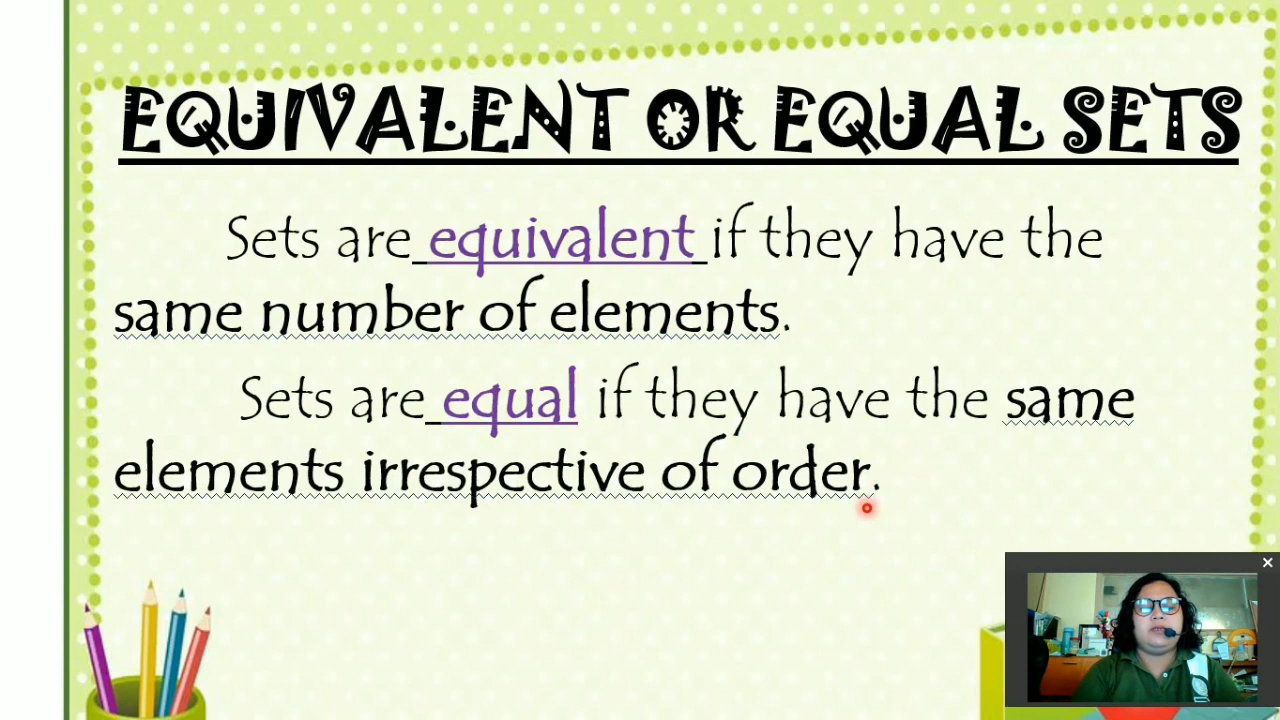 EQUIVALENT OR EQUAL SETS
Sets are equivalent if they have the
same number of elements.
Sets are equal if they have the same
elements irrespective of order.